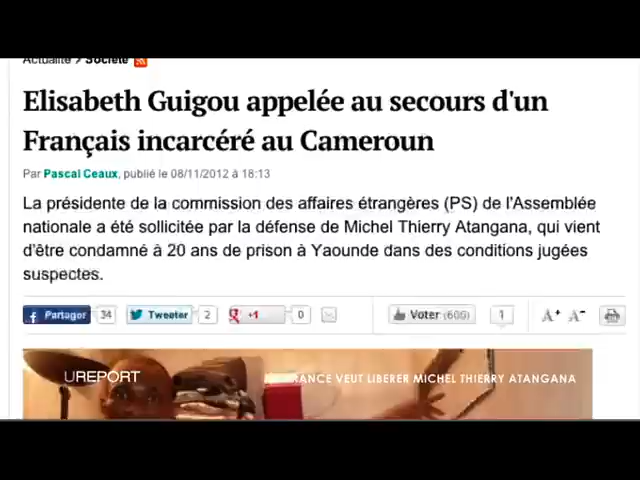 Actualité > Société
Elisabeth Guigou appelée au secours d'un
Français incarcéré au Cameroun
Par Pascal Ceaux, publié le 08/11/2012 à 18:13
La présidente de la commission des affaires étrangères (PS) de l'Assemblée
nationale a été sollicitée par la défense de Michel Thierry Atangana, qui vient
d'être condamné à 20 ans de prison à Yaounde dans des conditions jugées
suspectes.
Partager 34 Tweeter 2 +1 0 Voter (600) 1 A+ A-
UREPORT
VEUT LIBERER MICHEL THIERRY ATANGANA